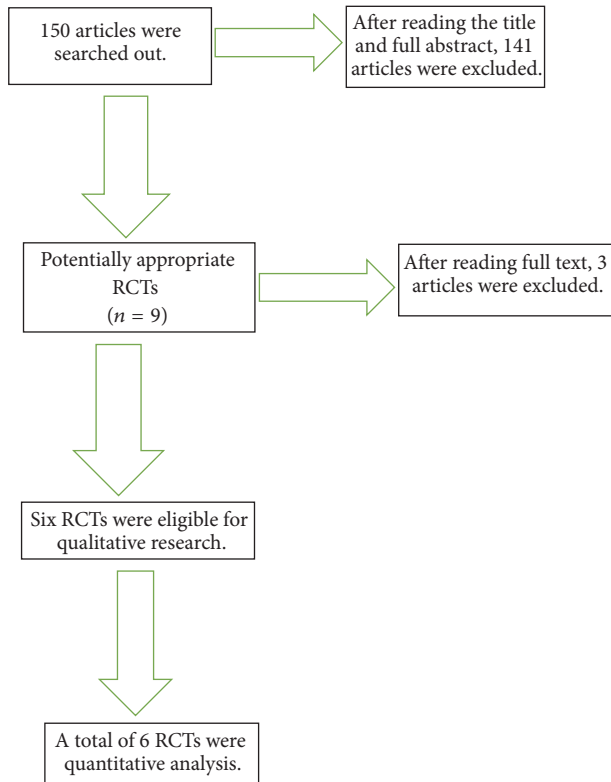 150 articles were
searched out.
After reading the title
and full abstract, 141
articles were excluded.
Potentially appropriate
RCTs
(n = 9)
After reading full text, 3
articles were excluded.
Six RCTs were eligible for
qualitative research.
A total of 6 RCTs were
quantitative analysis.